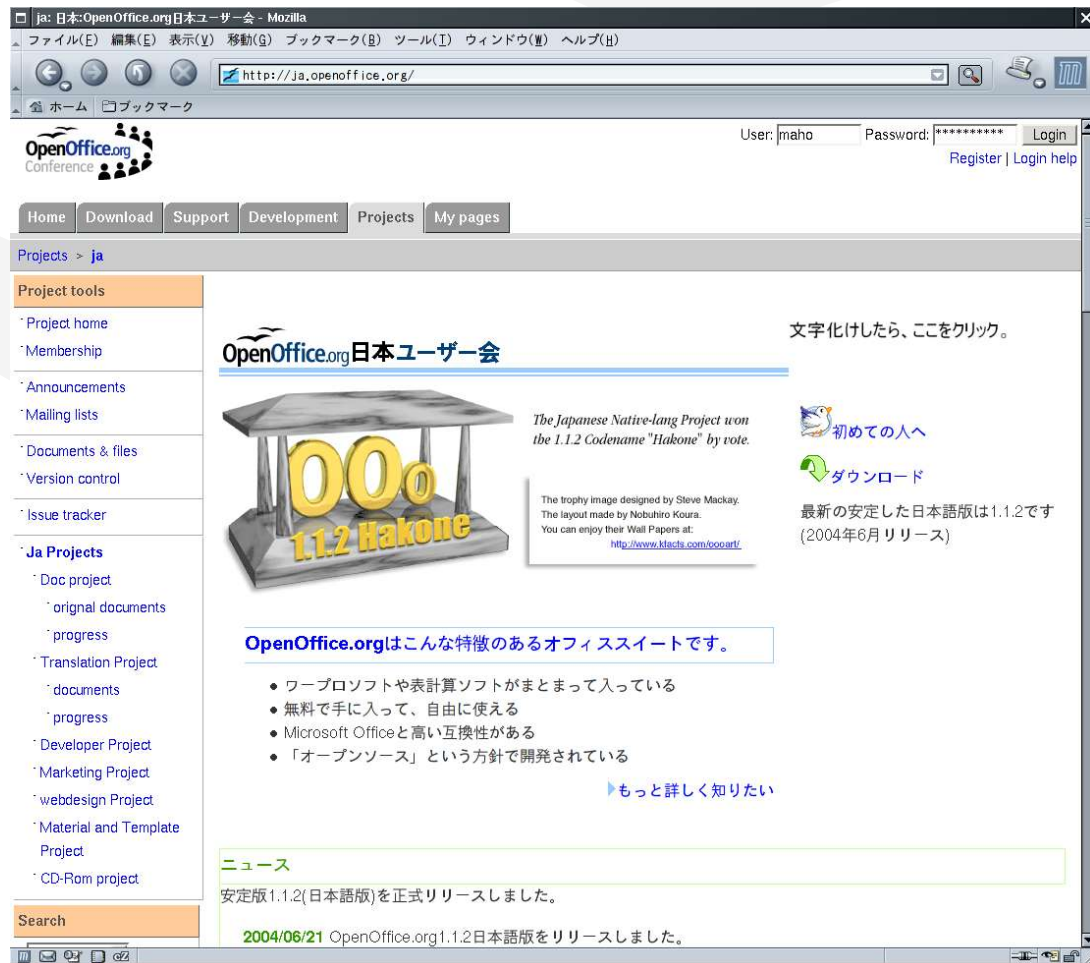 ja: 日本:OpenOffice.org日本ユーザー会 - Mozilla
ファイル(F) 編集(E) 表示(V) 移動(G) ブックマーク(B) ツール(T) ウィンドウ(W) ヘルプ(H)
http://ja.openoffice.org/
ホーム ブックマーク
OpenOffice.org
Conference
User: maho Password: ********** Login
Register | Login help
Home Download Support Development Projects My pages
Projects > ja
Project tools
Project home
Membership
Announcements
Mailing lists
Documents & files
Version control
Issue tracker
Ja Projects
Doc project
orignal documents
progress
Translation Project
documents
progress
Developer Project
Marketing Project
webdesign Project
Material and Template
Project
CD-Rom project
Search
OpenOffice.org日本ユーザー会
OOo
1.1.2 Hakone
The Japanese Native-lang Project won
the 1.1.2 Codename "Hakone" by vote.
The trophy image designed by Steve Mackay.
The layout made by Nobuhiro Koura.
You can enjoy their Wall Papers at:
http://www.ktacts.com/oooart/
文字化けしたら、ここをクリック。
初めての人へ
ダウンロード
最新の安定した日本語版は1.1.2です
(2004年6月リリース)
OpenOffice.orgはこんな特徴のあるオフィススイートです。
● ワープロソフトや表計算ソフトがまとまって入っている
● 無料で手に入って、自由に使える
● Microsoft Officeと高い互換性がある
● 「オープンソース」という方針で開発されている
もっと詳しく知りたい
ニュース
安定版1.1.2(日本語版)を正式リリースしました。
2004/06/21 OpenOffice.org1.1.2日本語版をリリースしました。